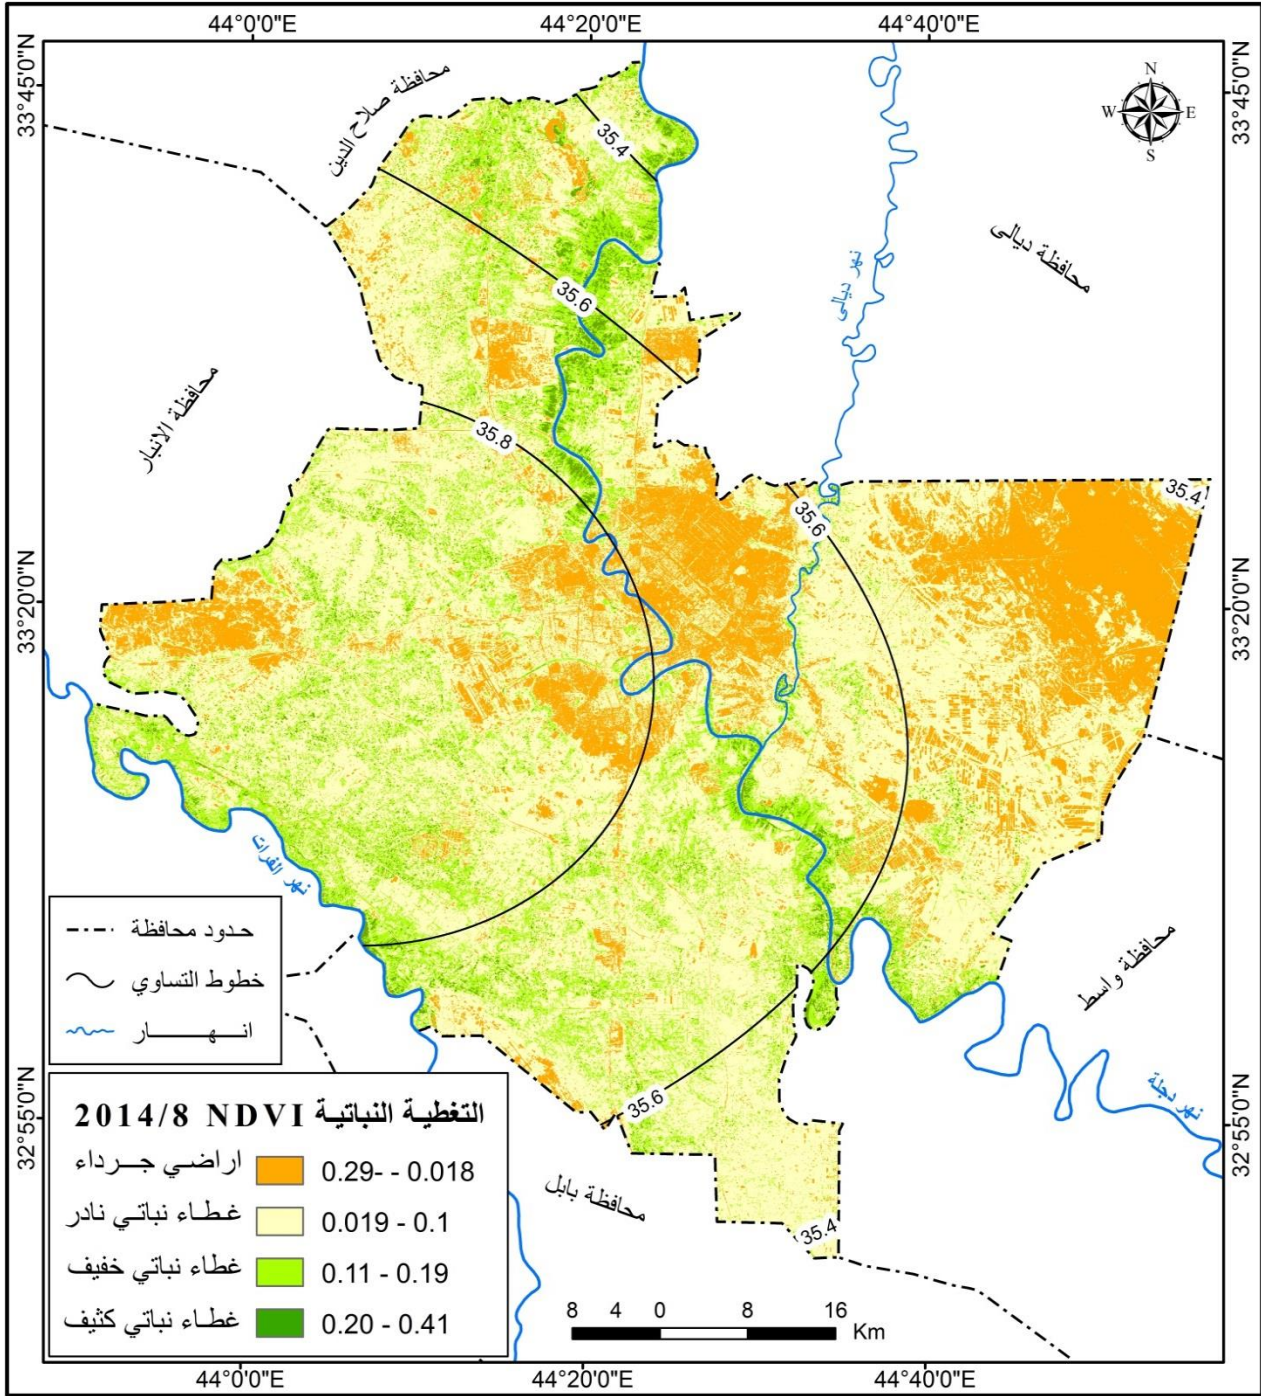 44°0'0"E 44°20'0"E 44°40'0"E
33°45'0"N 33°45'0"N
N
W E
S
محافظة صلاح الدين
35.4
محافظة ديالى
نهر ديالى
35.6
محافظة الانبار
35.8
35.4
35.6
33°20'0"N 33°20'0"N
نهر الفرات
محافظة واسط
حدود محافظة
خطوط التساوي
انهار
نهر دجلة
35.6
32°55'0"N 32°55'0"N
محافظة بابل
35.4
التغطية النباتية 2014/8 NDVI
اراضي جرداء 0.29- - 0.018
غطاء نباتي نادر 0.019 - 0.1
غطاء نباتي خفيف 0.11 - 0.19
غطاء نباتي كثيف 0.20 - 0.41
8 4 0 8 16
Km
44°0'0"E 44°20'0"E 44°40'0"E